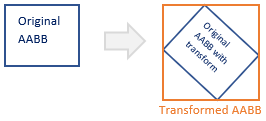 Original
AABB
Original
AABB with
transform
Transformed AABB